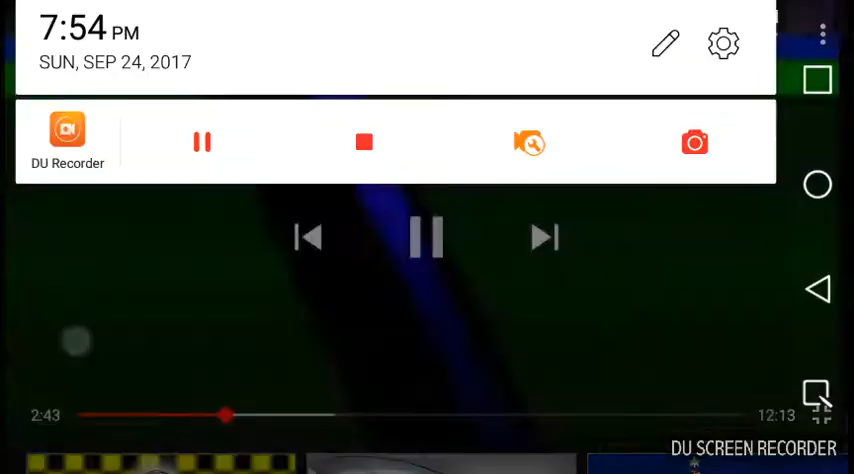 7:54 PM
SUN, SEP 24, 2017
DU Recorder
2:43
12:13
DU SCREEN RECORDER